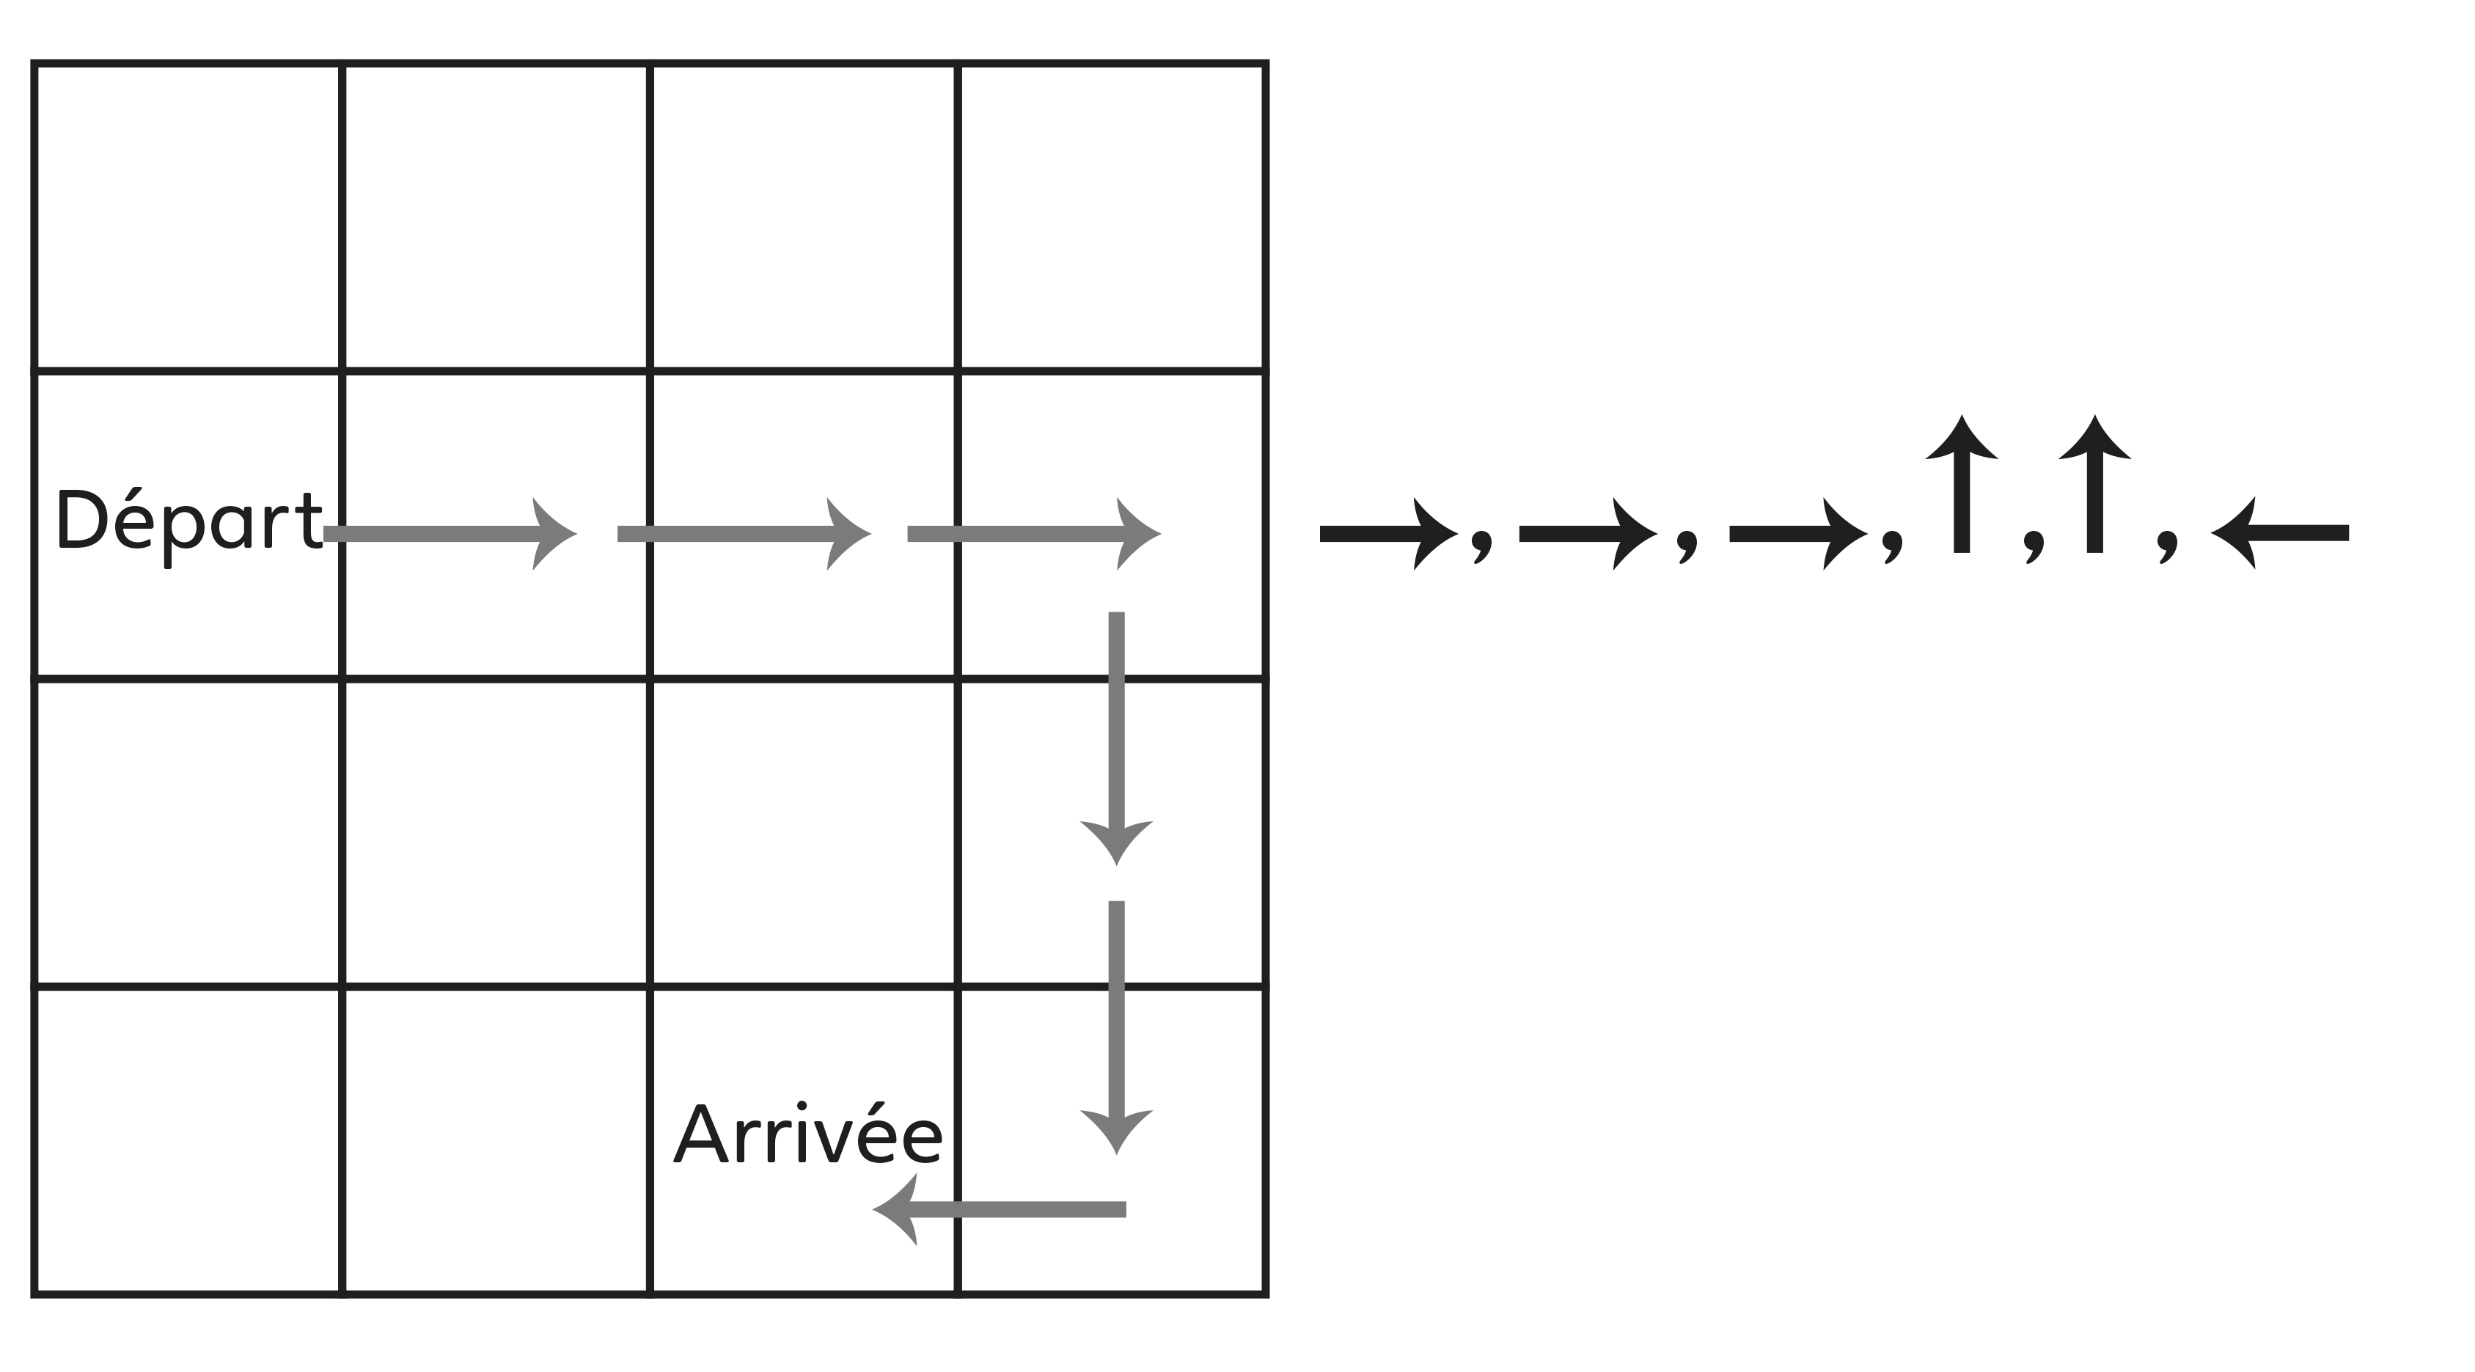 Départ
→, →, →, ↑, ↑, ←
Arrivée